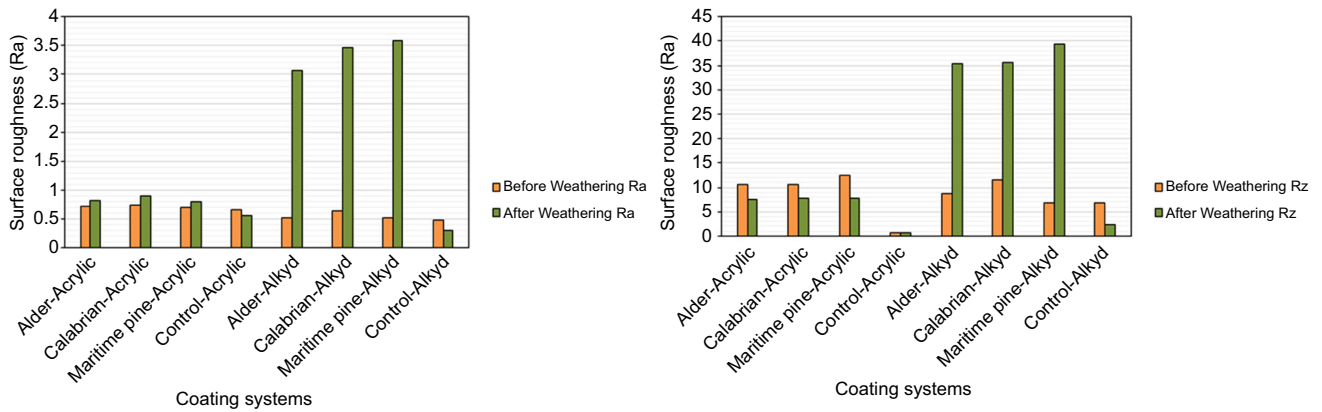 Surface roughness (Ra)
4
3.5
3
2.5
2
1.5
1
0.5
0
Alder-Acrylic
Calabrian-Acrylic
Maritime pine-Acrylic
Control-Acrylic
Alder-Alkyd
Calabrian-Alkyd
Maritime pine-Alkyd
Control-Alkyd
Coating systems
Before Weathering Ra
After Weathering Ra
Surface roughness (Ra)
45
40
35
30
25
20
15
10
5
0
Alder-Acrylic
Calabrian-Acrylic
Maritime pine-Acrylic
Control-Acrylic
Alder-Alkyd
Calabrian-Alkyd
Maritime pine-Alkyd
Control-Alkyd
Coating systems
Before Weathering Rz
After Weathering Rz